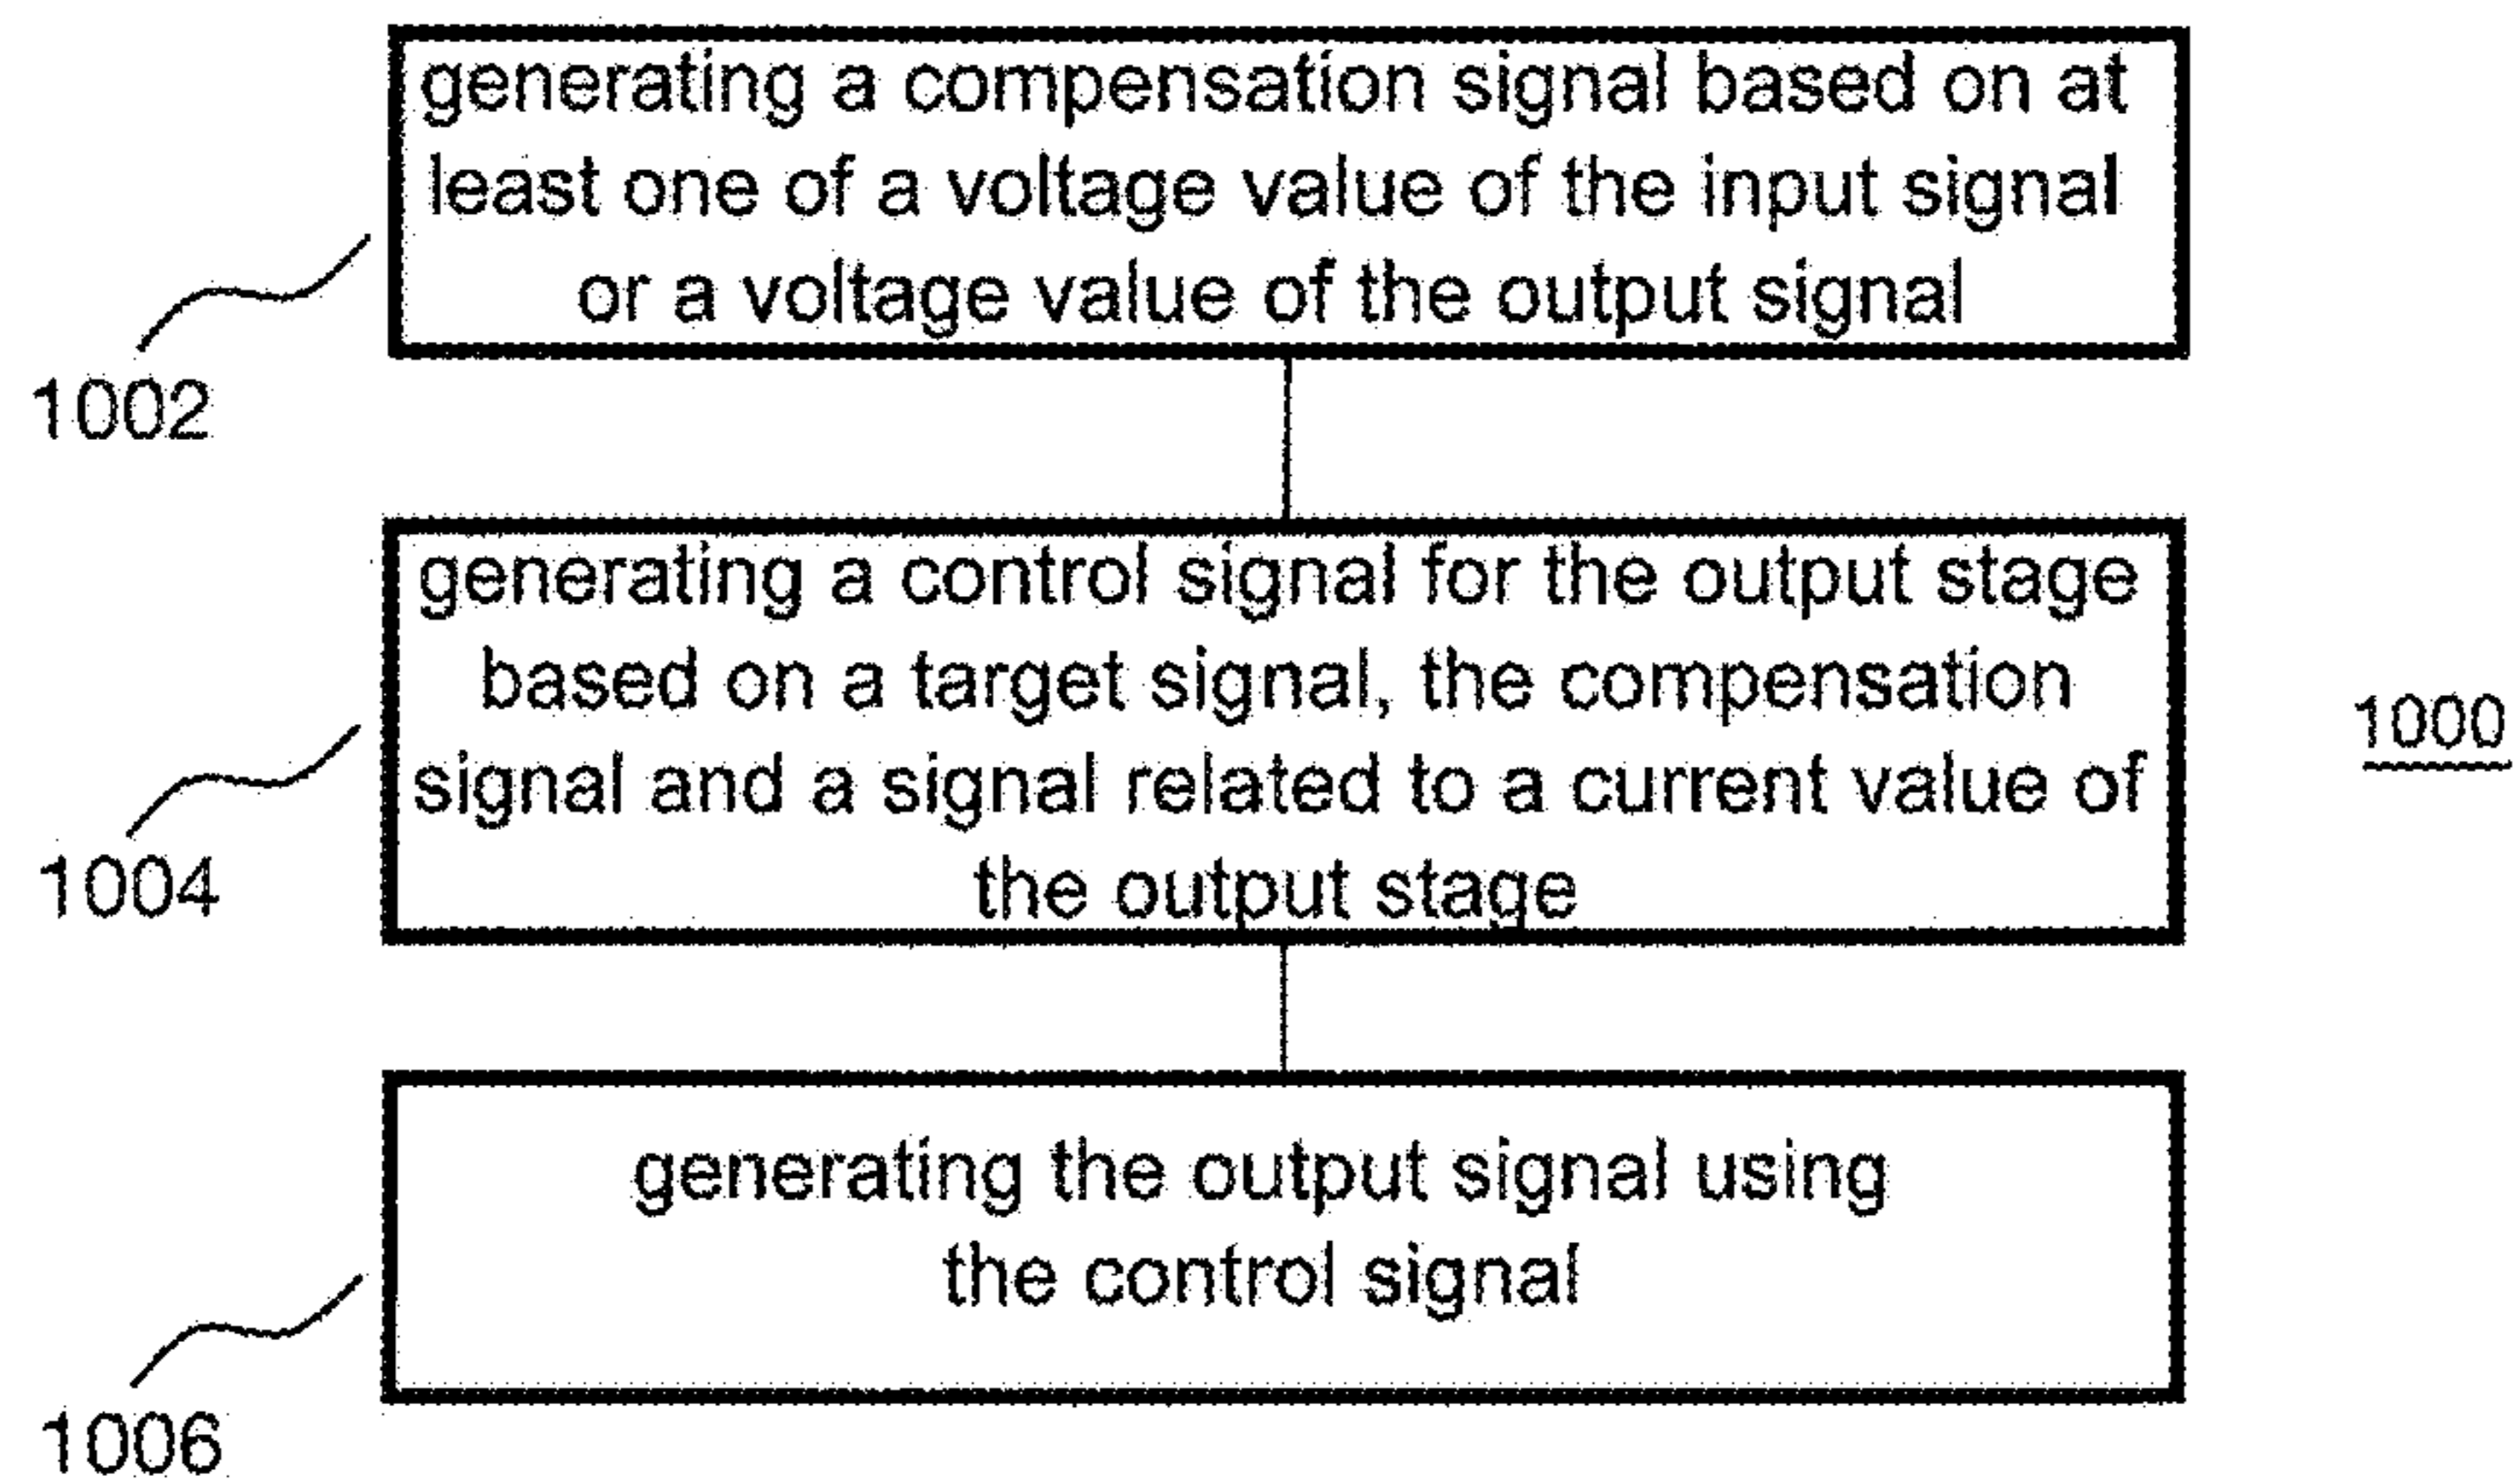 generating a compensation signal based on at
least one of a voltage value of the input signal
or a voltage value of the output signal
1002
generating a control signal for the output stage
based on a target signal, the compensation
signal and a signal related to a current value of
the output stage
1000
1004
generating the output signal using
the control signal
1006